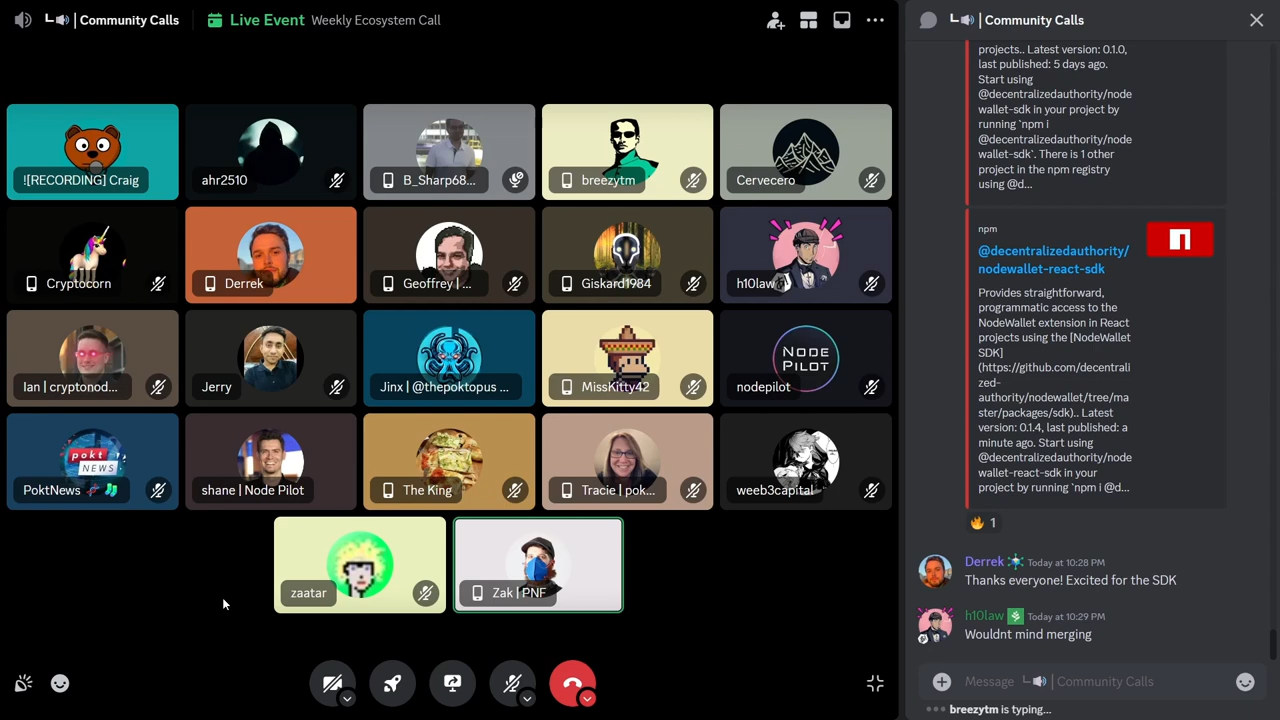 | Community Calls
Live Event Weekly Ecosystem Call
![RECORDING] Craig
ahr2510
B_Sharp68...
breezytm
Cervecero
Cryptocorn
Derrek
Geoffrey | ...
Giskard1984
h10law
Ian | cryptonod...
Jerry
Jinx | @thepoktopus ...
MissKitty42
NODE
PILOT
nodepilot
pokt
NEWS
PoktNews
shane | Node Pilot
The King
Tracie | pok...
weeb3capital
zaatar
Zak | PNF
| Community Calls
projects.. Latest version: 0.1.0,
last published: 5 days ago.
Start using
@decentralizedauthority/node
wallet-sdk in your project by
running `npm i
@decentralizedauthority/node
wallet-sdk`. There is 1 other
project in the npm registry
using @d...
npm
@decentralizedauthority/
nodewallet-react-sdk
Provides straightforward,
programmatic access to the
NodeWallet extension in React
projects using the [NodeWallet
SDK]
(https://github.com/decentrali
zed-
authority/nodewallet/tree/ma
ster/packages/sdk).. Latest
version: 0.1.4, last published: a
minute ago. Start using
@decentralizedauthority/node
wallet-react-sdk in your
project by running `npm i @d...
1
Derrek Today at 10:28 PM
Thanks everyone! Excited for the SDK
h10law Today at 10:29 PM
Wouldnt mind merging
Message | Community Calls
breezytm is typing...